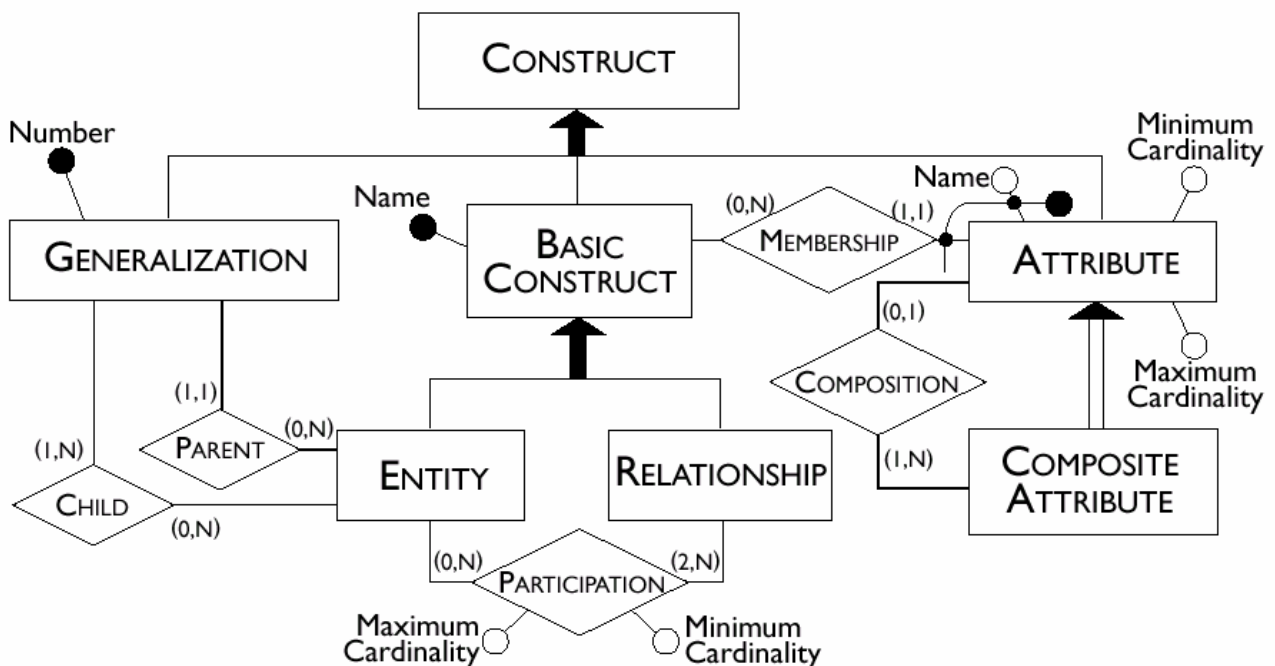 CONSTRUCT
Number
Minimum
Cardinality
Name
Name
(0,N)
(1,1)
GENERALIZATION
BASIC
CONSTRUCT
MEMBERSHIP
ATTRIBUTE
(0,1)
(1,1)
COMPOSITION
Maximum
Cardinality
(1,N)
PARENT
(0,N)
ENTITY
RELATIONSHIP
(1,N)
COMPOSITE
ATTRIBUTE
CHILD
(0,N)
(0,N)
PARTICIPATION
(2,N)
Maximum
Cardinality
Minimum
Cardinality